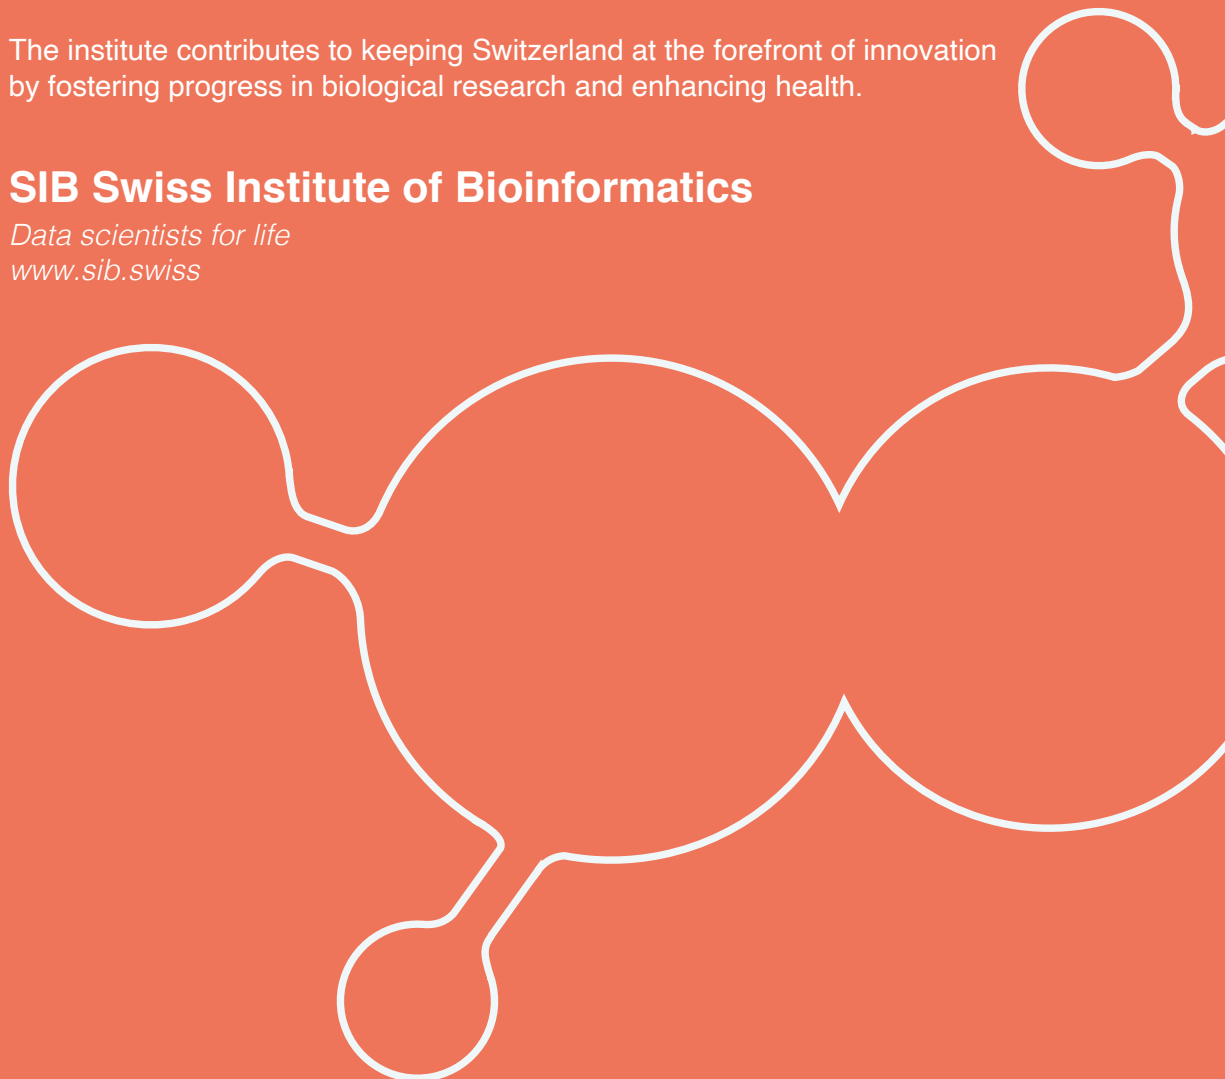 The institute contributes to keeping Switzerland at the forefront of innovation
by fostering progress in biological research and enhancing health.
SIB Swiss Institute of Bioinformatics
Data scientists for life
www.sib.swiss